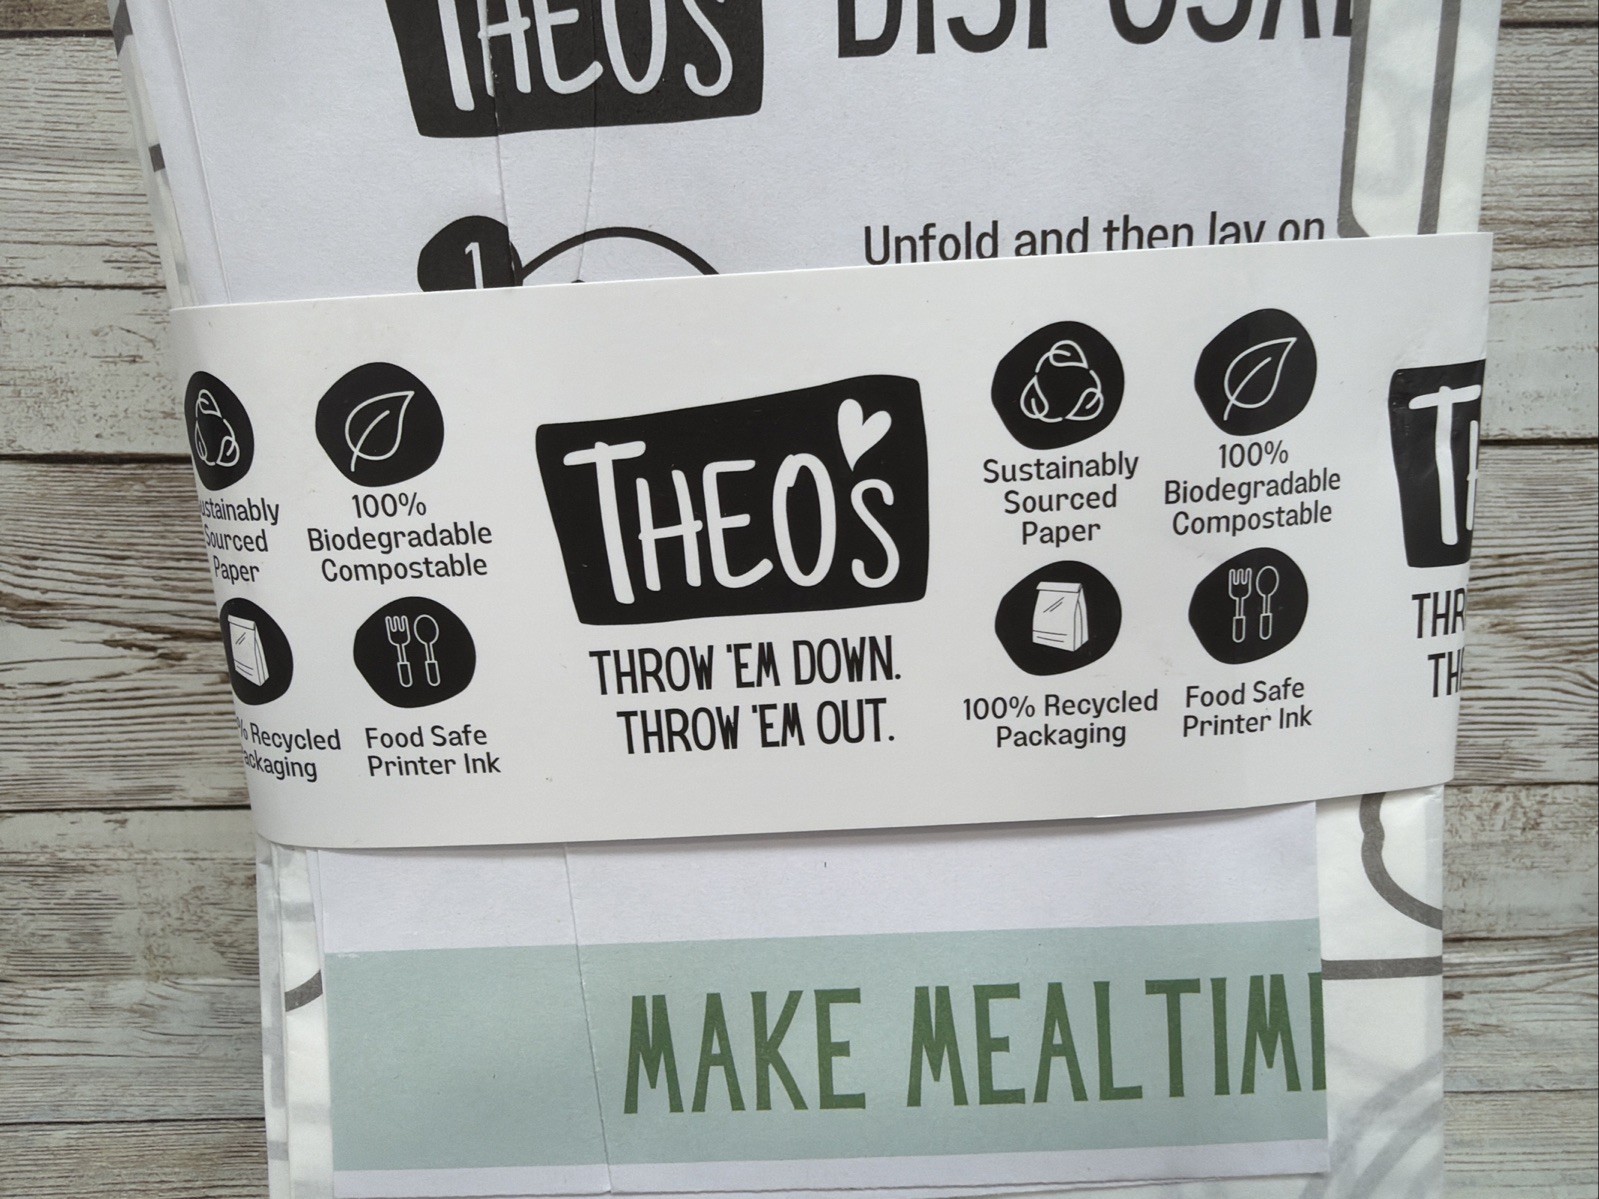 THEO'S
1
Unfold and then lay on
Sustainably
Sourced
Paper
100%
Biodegradable
Compostable
Recycled
Packaging
Food Safe
Printer Ink
THEO'S
THROW 'EM DOWN.
THROW 'EM OUT.
Sustainably
Sourced
Paper
100%
Biodegradable
Compostable
100% Recycled
Packaging
Food Safe
Printer Ink
MAKE